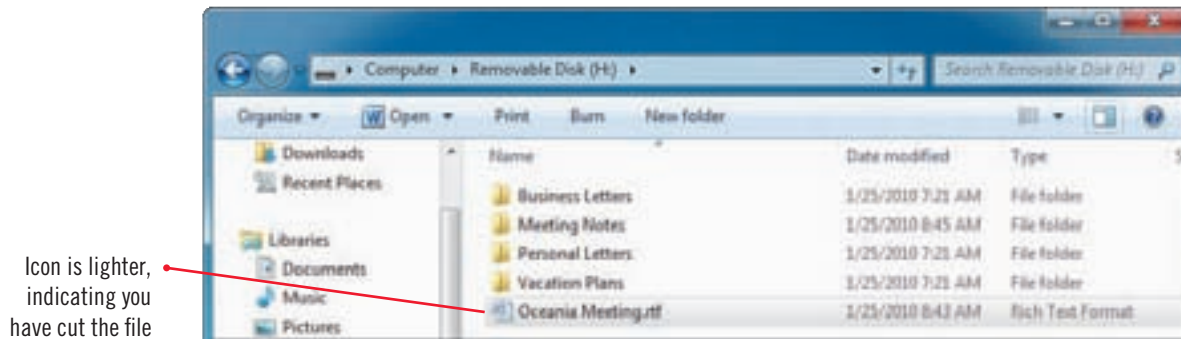 Computer Removable Disk (H:) Search Removable Disk (H:)
Organize Open Print Burn New folder
Downloads
Recent Places
Libraries
Documents
Music
Pictures
Name Date modified Type S
Business Letters 1/25/2010 7:21 AM File folder
Meeting Notes 1/25/2010 8:45 AM File folder
Personal Letters 1/25/2010 7:21 AM File folder
Vacation Plans 1/25/2010 7:21 AM File folder
Oceania Meeting.rtf 1/25/2010 8:43 AM Rich Text Format
Icon is lighter,
indicating you
have cut the file